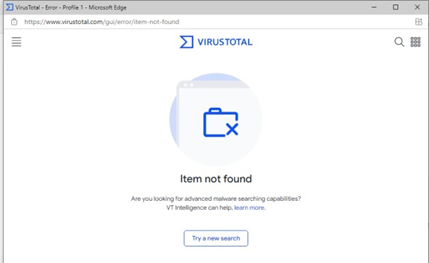 VirusTotal - Error - Profile 1 - Microsoft Edge
https://www.virustotal.com/gui/error/item-not-found
VIRUSTOTAL
Item not found
Are you looking for advanced malware searching capabilities?
VT Intelligence can help, learn more.
Try a new search